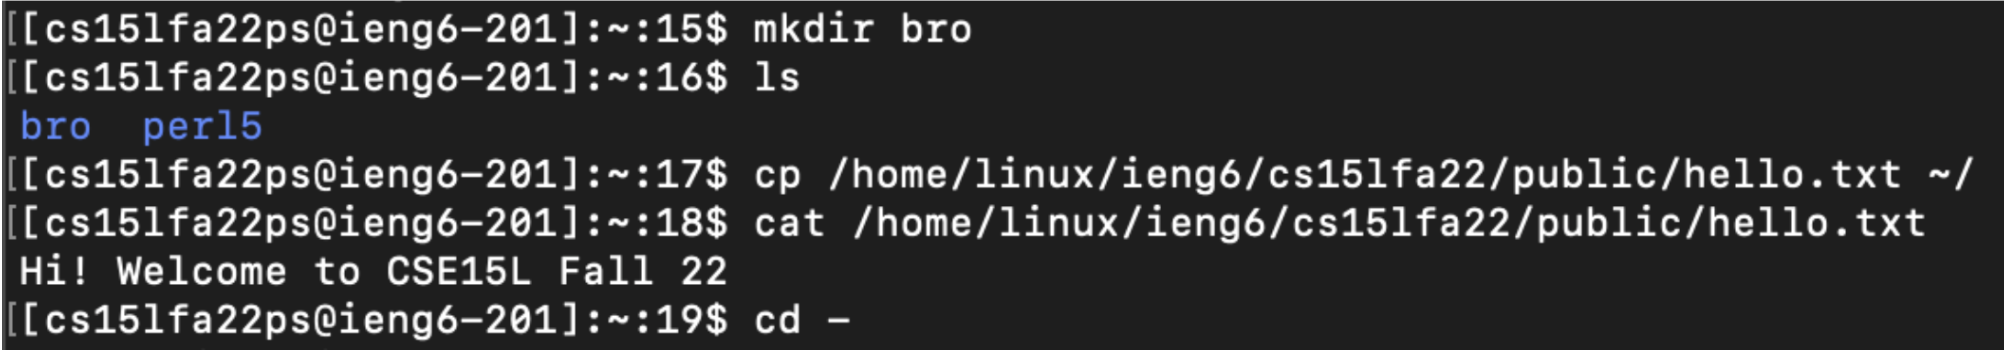 [[cs15lfa22ps@ieng6-201]:~:15$ mkdir bro
[[cs15lfa22ps@ieng6-201]:~:16$ ls
bro  perl5
[[cs15lfa22ps@ieng6-201]:~:17$ cp /home/linux/ieng6/cs15lfa22/public/hello.txt ~/
[[cs15lfa22ps@ieng6-201]:~:18$ cat /home/linux/ieng6/cs15lfa22/public/hello.txt
Hi! Welcome to CSE15L Fall 22
[[cs15lfa22ps@ieng6-201]:~:19$ cd -